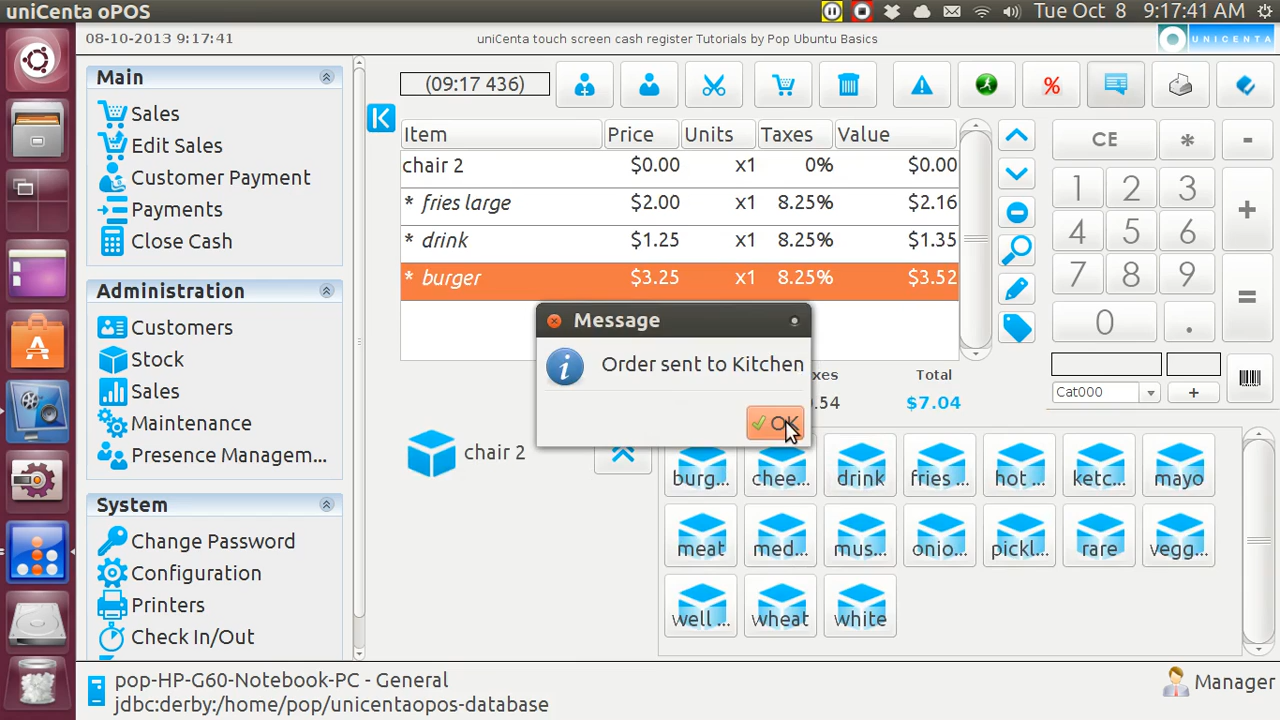 uniCenta oPOS
Tue Oct 8 9:17:41 AM
08-10-2013 9:17:41
uniCenta touch screen cash register Tutorials by Pop Ubuntu Basics
UNICENTA
Main
Sales
Edit Sales
Customer Payment
Payments
Close Cash
Administration
Customers
Stock
Sales
Maintenance
Presence Managem...
System
Change Password
Configuration
Printers
Check In/Out
(09:17 436)
%
Item Price Units Taxes Value
chair 2 $0.00 x1 0% $0.00
* fries large $2.00 x1 8.25% $2.16
* drink $1.25 x1 8.25% $1.35
* burger $3.25 x1 8.25% $3.52
Message
Order sent to Kitchen
OK
Total
.54 $7.04
chair 2
CE * -
1 2 3 +
4 5 6
7 8 9 =
0 .
Cat000 +
burg... chee... drink fries ... hot ... ketc... mayo
meat med... mus... onio... pickl... rare vegg...
well ... wheat white
pop-HP-G60-Notebook-PC - General
jdbc:derby:/home/pop/unicentaopos-database
Manager